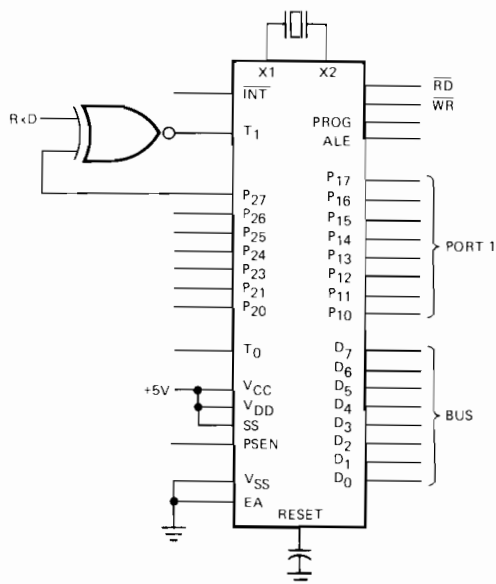 X1 X2
INT
RxD
T1
P27
P26
P25
P24
P23
P21
P20
T0
+5V
VCC
VDD
SS
PSEN
VSS
EA
RESET
RD
WR
PROG
ALE
P17
P16
P15
P14
P13
P12
P11
P10
PORT 1
D7
D6
D5
D4
D3
D2
D1
D0
BUS